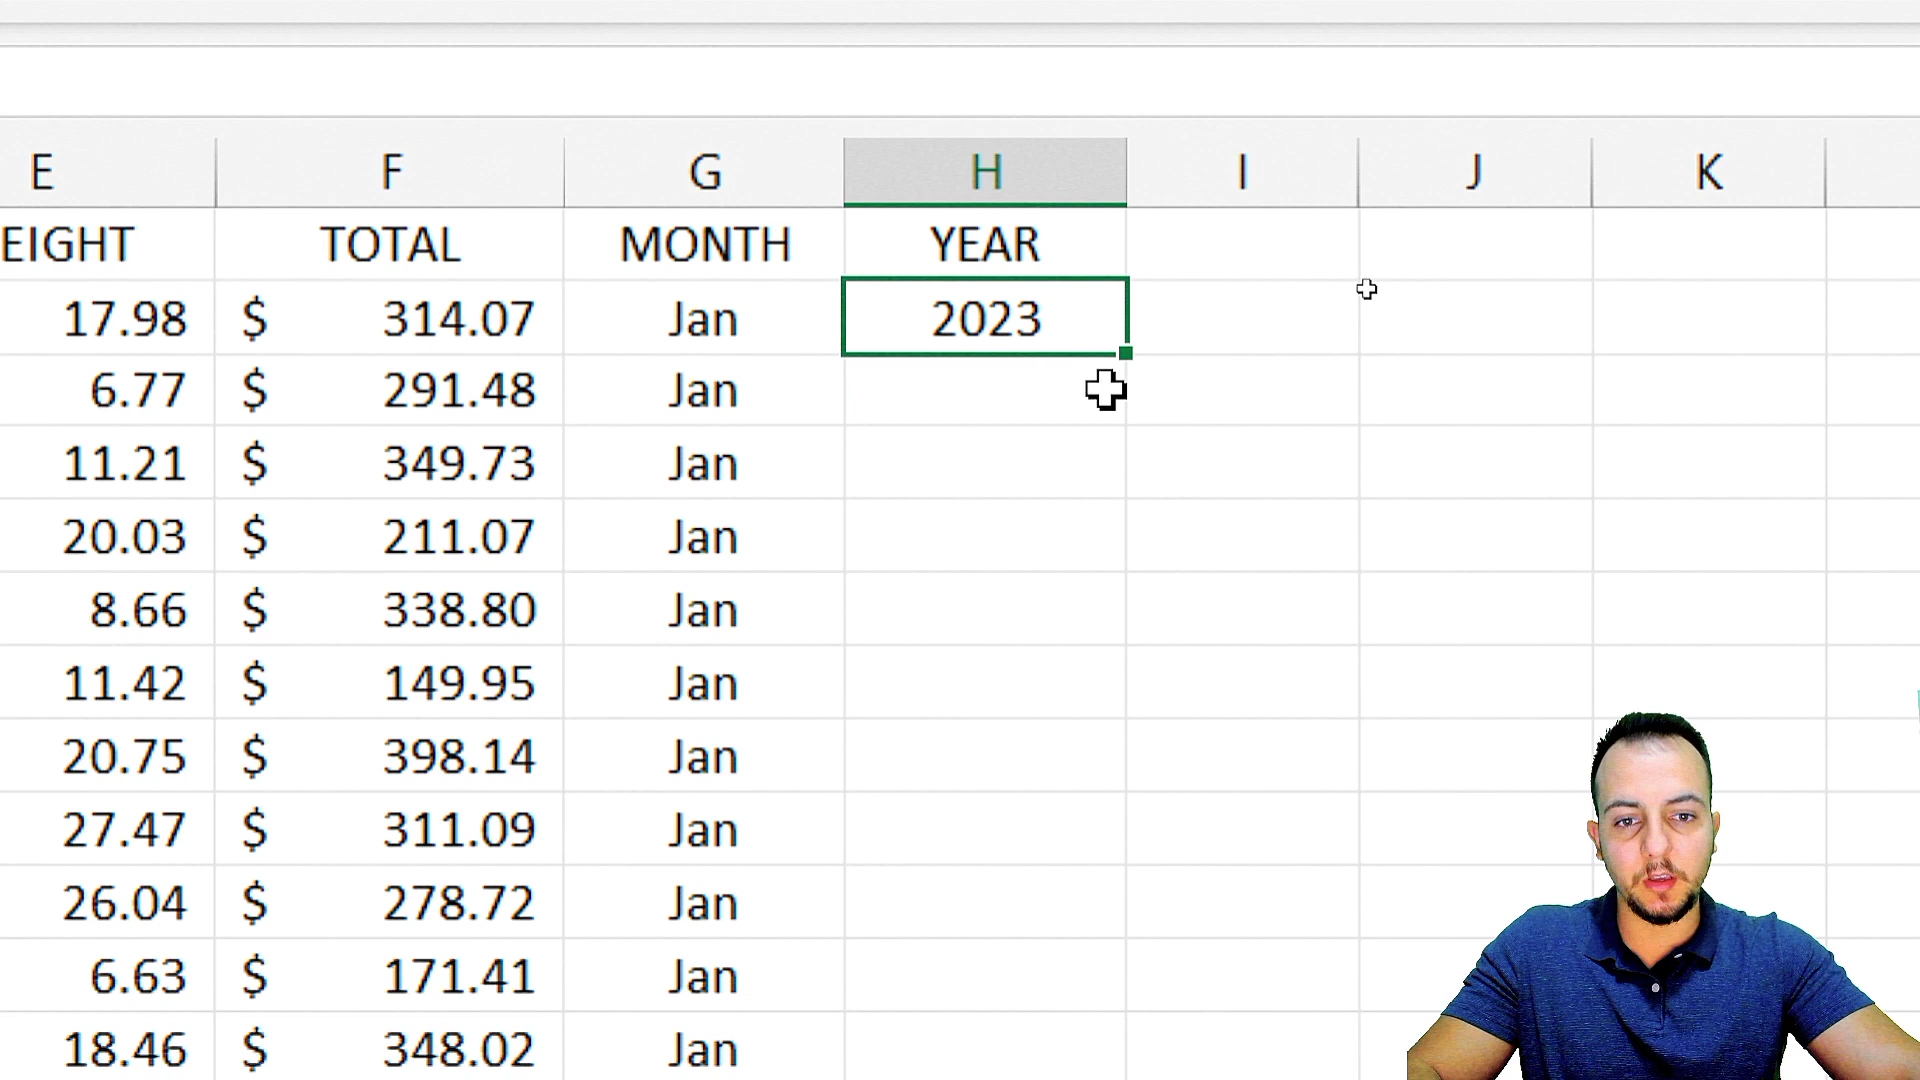 E F G H I J K
EIGHT TOTAL MONTH YEAR
17.98 $ 314.07 Jan 2023
6.77 $ 291.48 Jan
11.21 $ 349.73 Jan
20.03 $ 211.07 Jan
8.66 $ 338.80 Jan
11.42 $ 149.95 Jan
20.75 $ 398.14 Jan
27.47 $ 311.09 Jan
26.04 $ 278.72 Jan
6.63 $ 171.41 Jan
18.46 $ 348.02 Jan